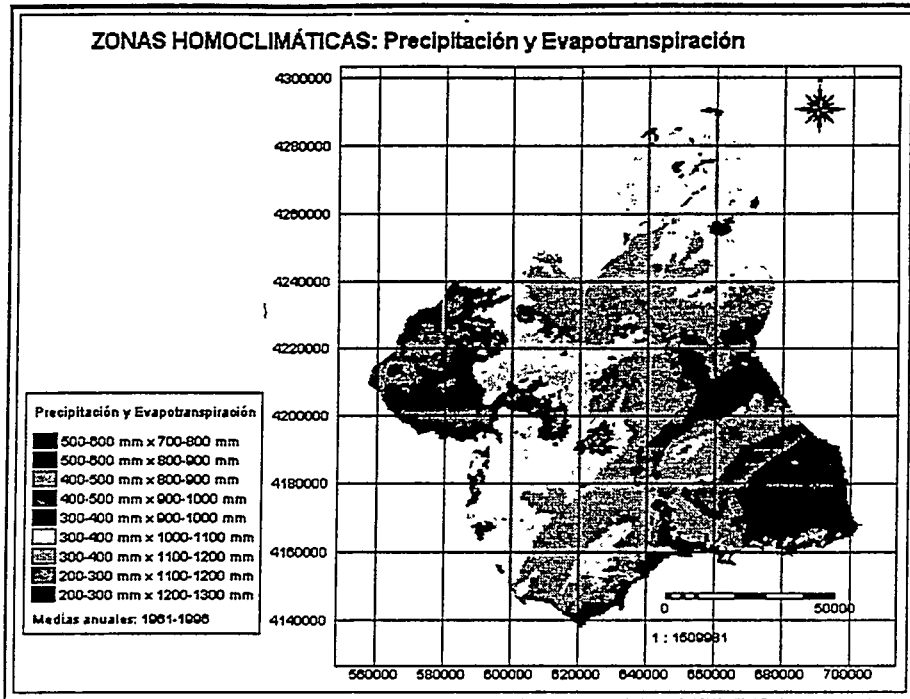 ZONAS HOMOCLIMÁTICAS: Precipitación y Evapotranspiración
4300000
4280000
4260000
4240000
4220000
4200000
4180000
4160000
4140000
560000 580000 600000 620000 640000 660000 680000 700000
Precipitación y Evapotranspiración
500-600 mm x 700-800 mm
500-600 mm x 800-900 mm
400-500 mm x 800-900 mm
400-500 mm x 900-1000 mm
300-400 mm x 900-1000 mm
300-400 mm x 1000-1100 mm
300-400 mm x 1100-1200 mm
200-300 mm x 1100-1200 mm
200-300 mm x 1200-1300 mm
Medias anuales: 1961-1996
0 50000
1 : 1509981